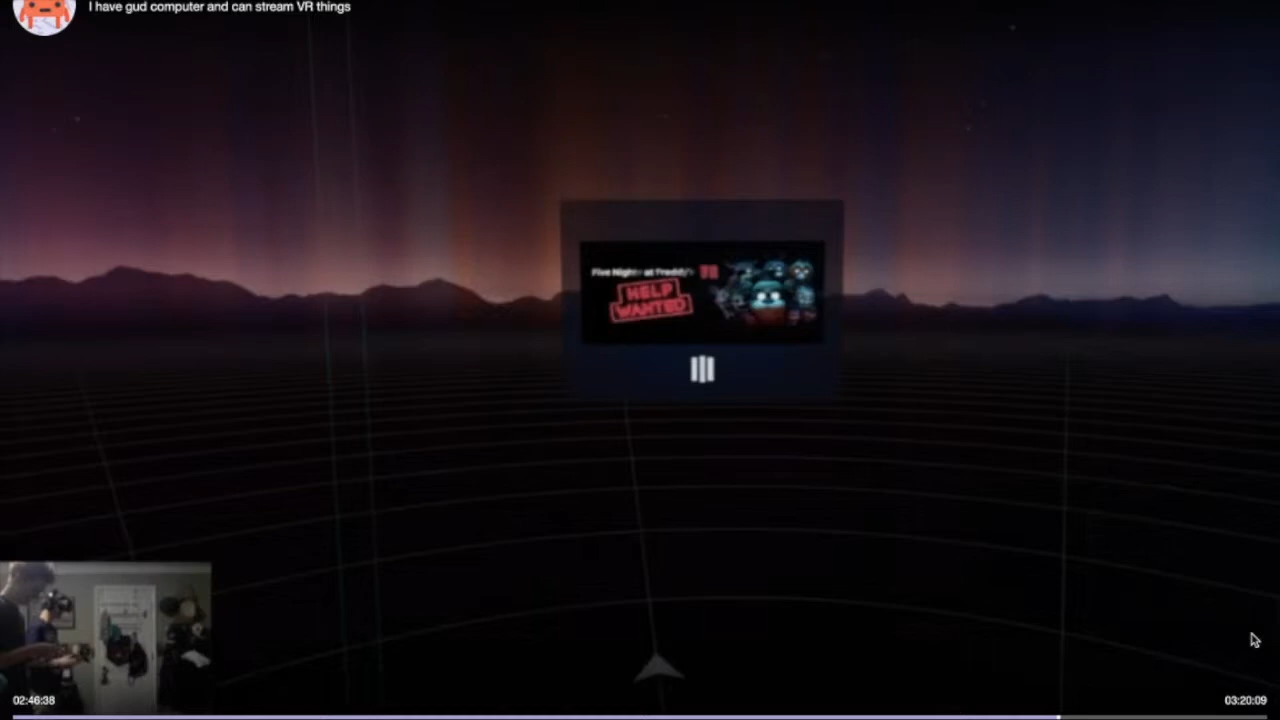 I have gud computer and can stream VR things
Five Nights at Freddy's VR
HELP
WANTED
02:46:38
03:20:09